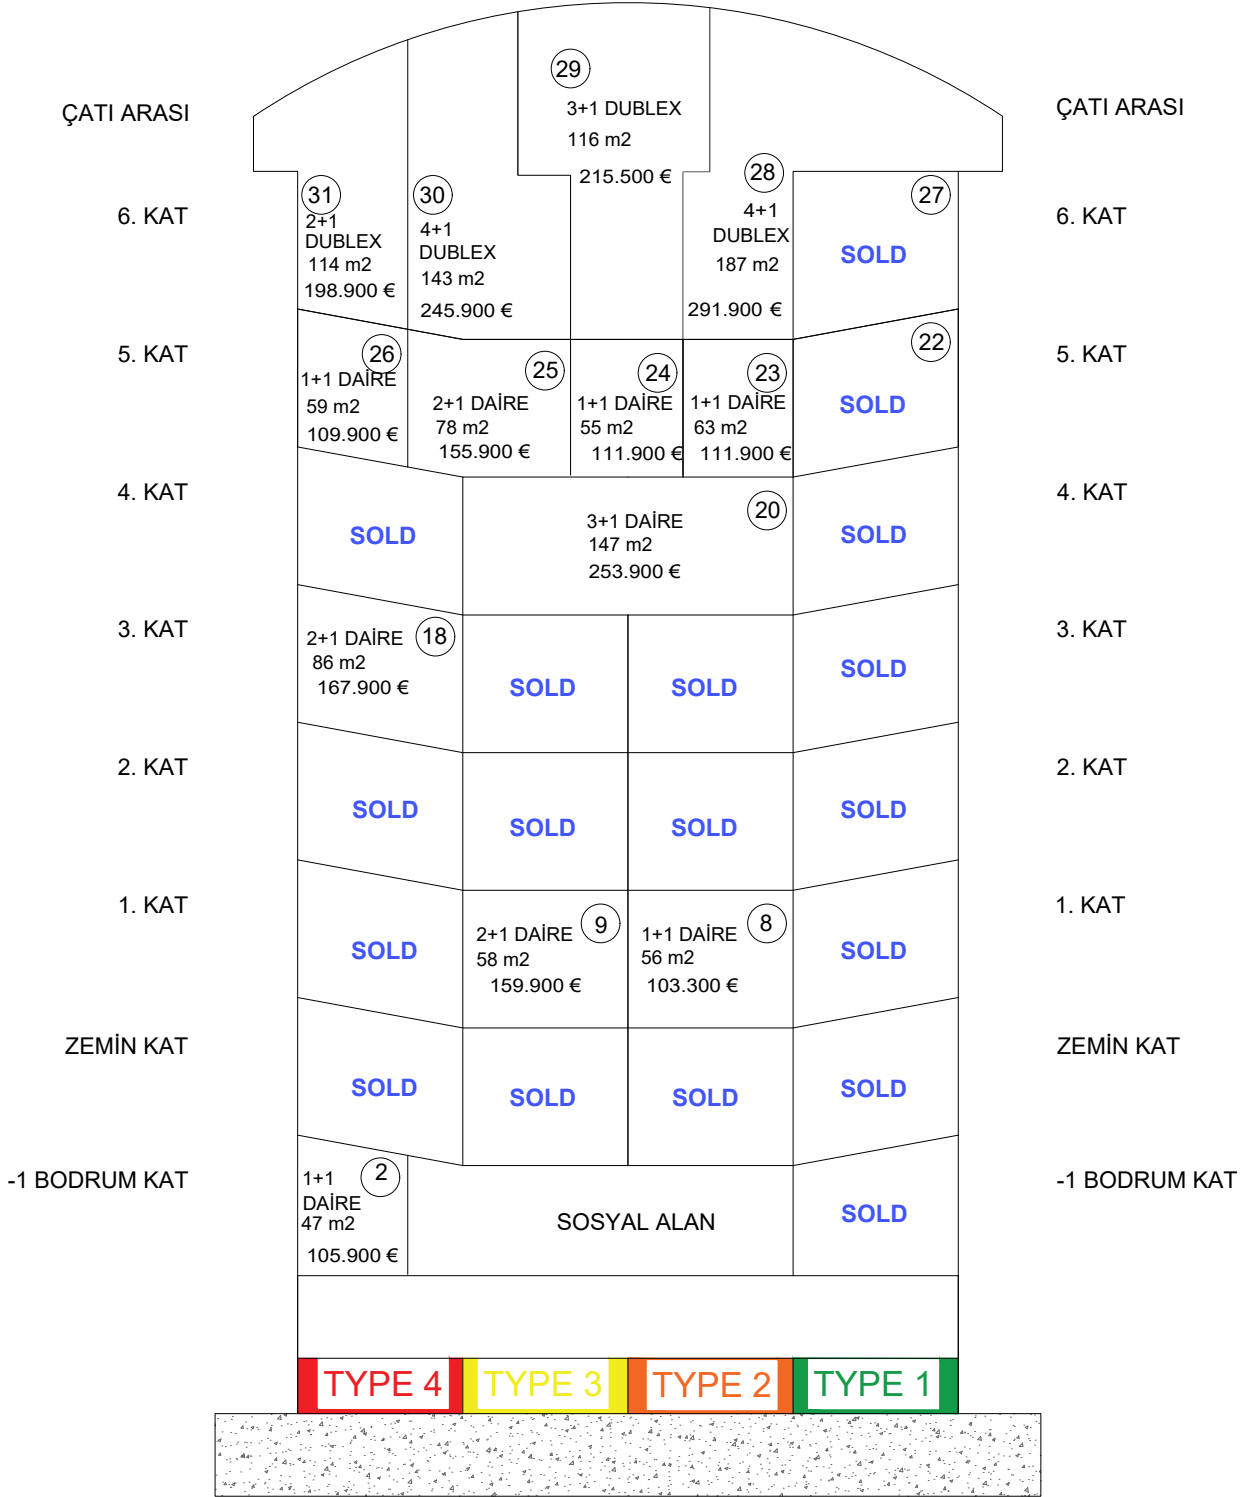 ÇATI ARASI
29
3+1 DUBLEX
116 m2
215.500 €
ÇATI ARASI
6. KAT
31
2+1
DUBLEX
114 m2
198.900 €
30
4+1
DUBLEX
143 m2
245.900 €
28
4+1
DUBLEX
187 m2
291.900 €
27
SOLD
6. KAT
5. KAT
26
1+1 DAİRE
59 m2
109.900 €
25
2+1 DAİRE
78 m2
155.900 €
24
1+1 DAİRE
55 m2
111.900 €
23
1+1 DAİRE
63 m2
111.900 €
22
SOLD
5. KAT
4. KAT
SOLD
20
3+1 DAİRE
147 m2
253.900 €
SOLD
4. KAT
3. KAT
18
2+1 DAİRE
86 m2
167.900 €
SOLD
SOLD
SOLD
3. KAT
2. KAT
SOLD
SOLD
SOLD
SOLD
2. KAT
1. KAT
SOLD
9
2+1 DAİRE
58 m2
159.900 €
8
1+1 DAİRE
56 m2
103.300 €
SOLD
1. KAT
ZEMİN KAT
SOLD
SOLD
SOLD
SOLD
ZEMİN KAT
-1 BODRUM KAT
2
1+1
DAİRE
47 m2
105.900 €
SOSYAL ALAN
SOLD
-1 BODRUM KAT
TYPE 4
TYPE 3
TYPE 2
TYPE 1